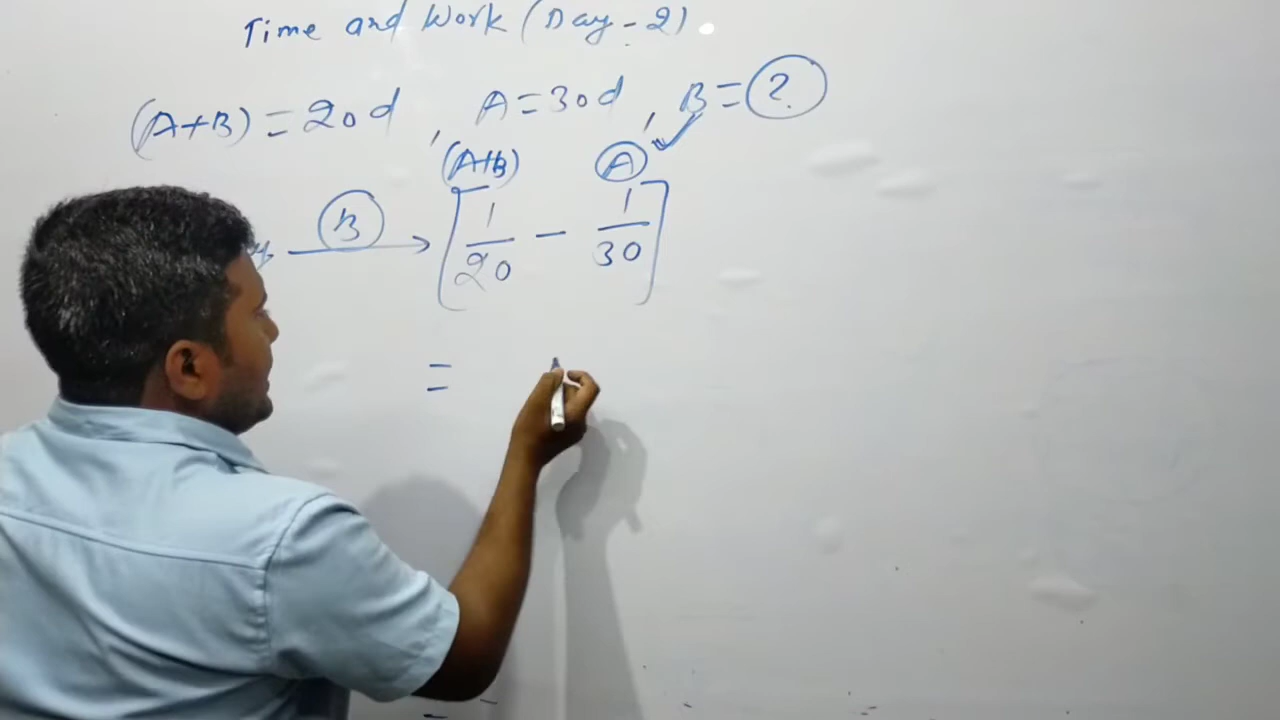 Time and Work (Day - 2)
(A+B) = 20d , A = 30d , B = ?
(A+B) A
B → [ 1/20 - 1/30 ]
=